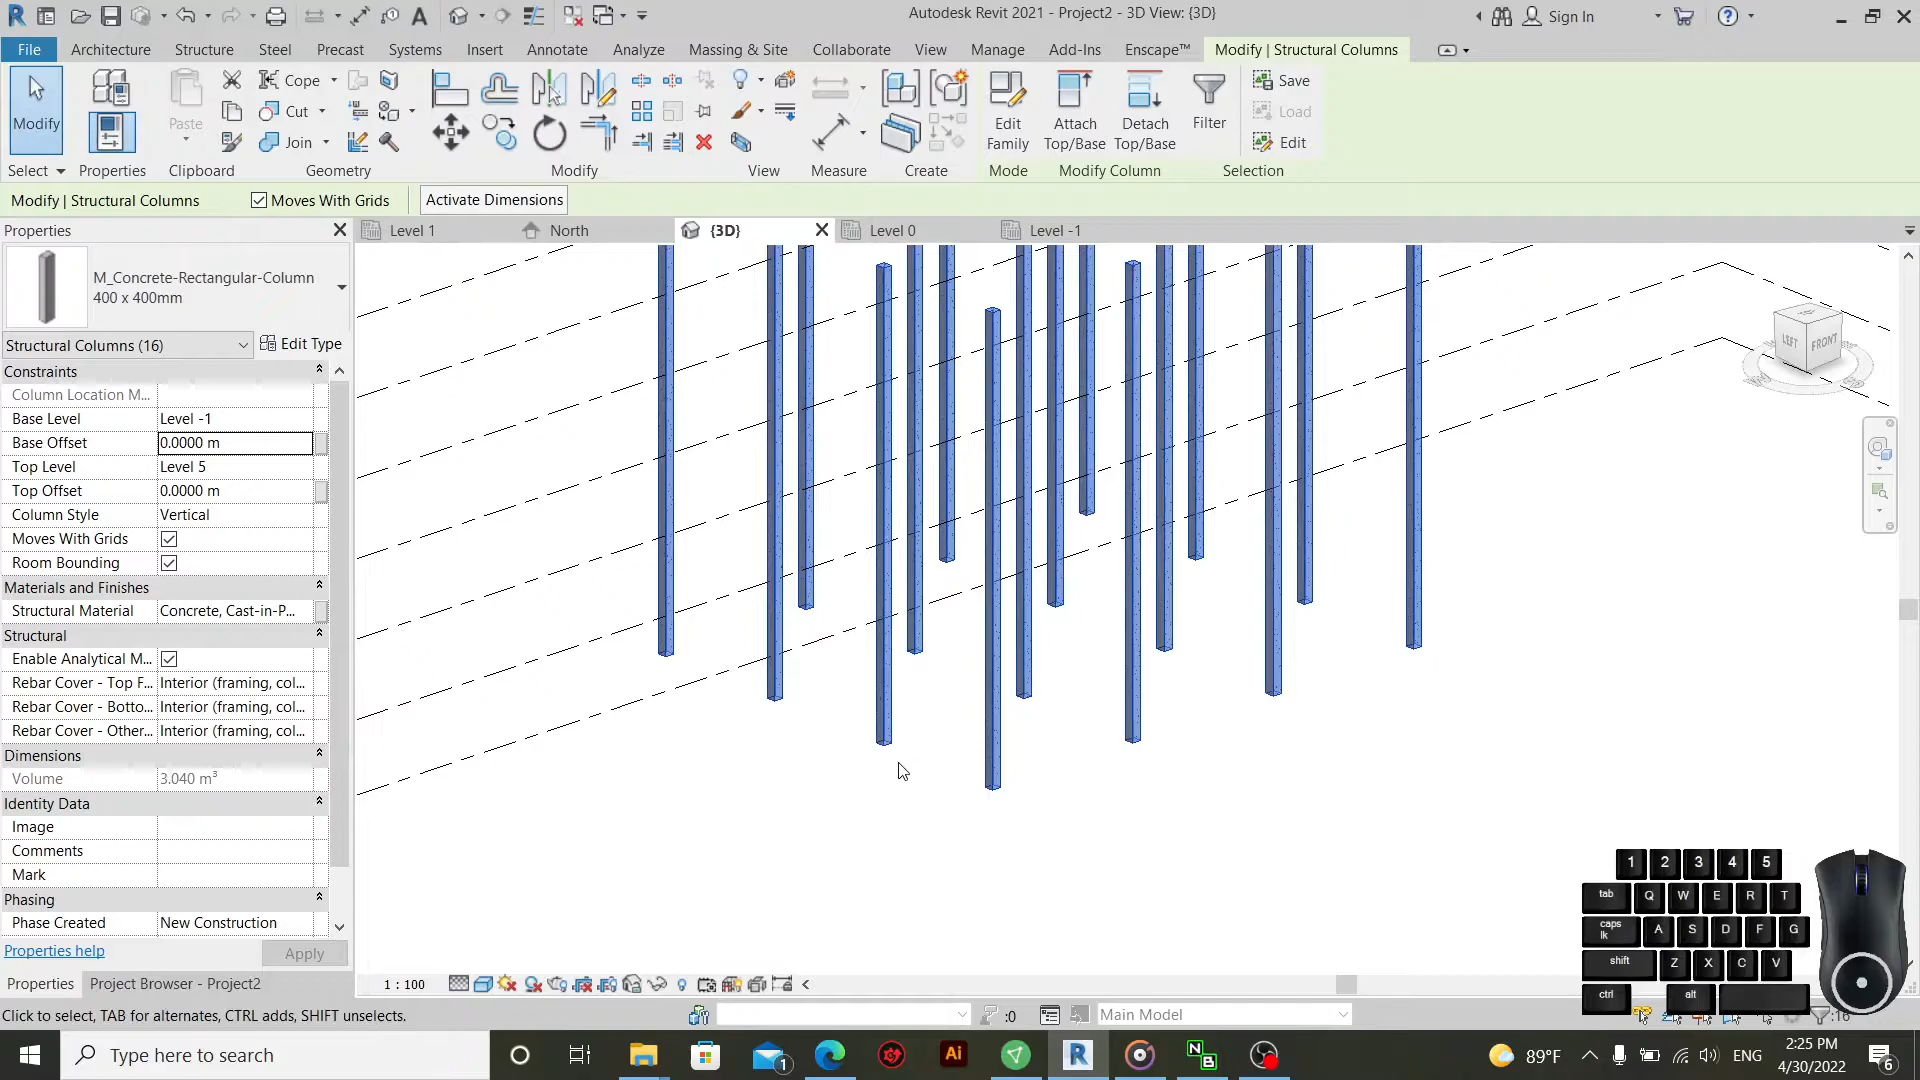 Autodesk Revit 2021 - Project2 - 3D View: {3D}
Sign In
File Architecture Structure Steel Precast Systems Insert Annotate Analyze Massing & Site Collaborate View Manage Add-Ins Enscape™ Modify | Structural Columns
Modify
Paste
Cope
Cut
Join
Edit Family
Attach Top/Base
Detach Top/Base
Filter
Save
Load
Edit
Select Properties Clipboard Geometry Modify View Measure Create Mode Modify Column Selection
Modify | Structural Columns Moves With Grids Activate Dimensions
Properties
Level 1 North {3D} Level 0 Level -1
M_Concrete-Rectangular-Column
400 x 400mm
Structural Columns (16) Edit Type
Constraints
Column Location M...
Base Level Level -1
Base Offset 0.0000 m
Top Level Level 5
Top Offset 0.0000 m
Column Style Vertical
Moves With Grids
Room Bounding
Materials and Finishes
Structural Material Concrete, Cast-in-P...
Structural
Enable Analytical M...
Rebar Cover - Top F... Interior (framing, col...
Rebar Cover - Botto... Interior (framing, col...
Rebar Cover - Other... Interior (framing, col...
Dimensions
Volume 3.040 m³
Identity Data
Image
Comments
Mark
Phasing
Phase Created New Construction
Properties help Apply
Properties Project Browser - Project2
LEFT FRONT
1 : 100
1 2 3 4 5
tab Q W E R T
caps lk A S D F G
shift Z X C V
ctrl alt
Click to select, TAB for alternates, CTRL adds, SHIFT unselects.
:0
Main Model
:16
Type here to search
Ai
1
R
N
B
89°F
ENG
2:25 PM
4/30/2022
6